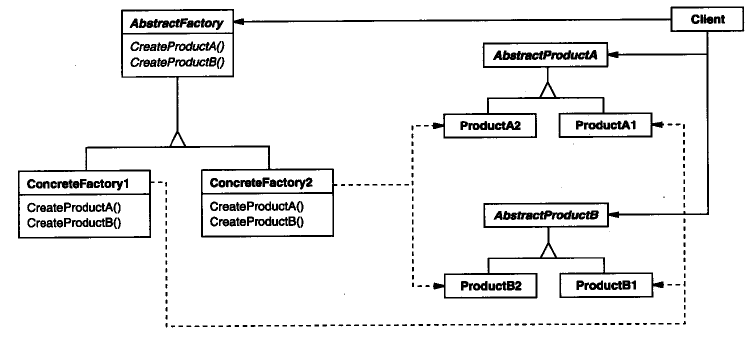 AbstractFactory
CreateProductA()
CreateProductB()
Client
AbstractProductA
ProductA2
ProductA1
ConcreteFactory1
CreateProductA()
CreateProductB()
ConcreteFactory2
CreateProductA()
CreateProductB()
AbstractProductB
ProductB2
ProductB1